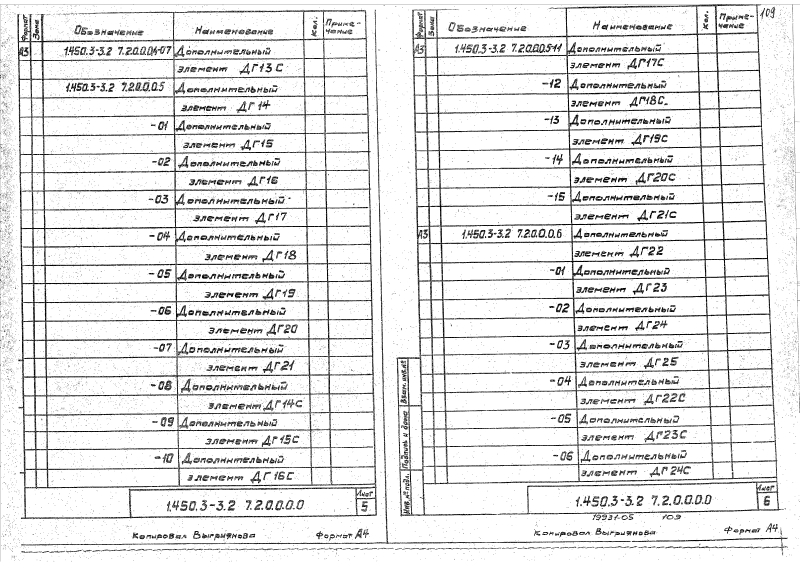 Формат Зона Обозначение Наименование Кол. Примечание
А3 1.450.3-3.2 7.2.0.0.04-07 Дополнительный
элемент ДГ13С
1.450.3-3.2 7.2.0.0.05 Дополнительный
элемент ДГ14
-01 Дополнительный
элемент ДГ15
-02 Дополнительный
элемент ДГ16
-03 Дополнительный
элемент ДГ17
-04 Дополнительный
элемент ДГ18
-05 Дополнительный
элемент ДГ19
-06 Дополнительный
элемент ДГ20
-07 Дополнительный
элемент ДГ21
-08 Дополнительный
элемент ДГ14С
-09 Дополнительный
элемент ДГ15С
-10 Дополнительный
элемент ДГ16С
1.450.3-3.2 7.2.0.0.0.0 Лист 5
Копировал Выгриянова Формат А4
109
Формат Зона Обозначение Наименование Кол. Примечание
А3 1.450.3-3.2 7.2.0.0.05-11 Дополнительный
элемент ДГ17С
-12 Дополнительный
элемент ДГ18С
-13 Дополнительный
элемент ДГ19С
-14 Дополнительный
элемент ДГ20С
-15 Дополнительный
элемент ДГ21С
А3 1.450.3-3.2 7.2.0.0.0.6 Дополнительный
элемент ДГ22
-01 Дополнительный
элемент ДГ23
-02 Дополнительный
элемент ДГ24
-03 Дополнительный
элемент ДГ25
-04 Дополнительный
элемент ДГ22С
-05 Дополнительный
элемент ДГ23С
-06 Дополнительный
элемент ДГ24С
Инв.№ подл. Подпись и дата Взам. инв.№
1.450.3-3.2 7.2.0.0.0.0 Лист 6
19931-05 109
Копировал Выгриянова Формат А4